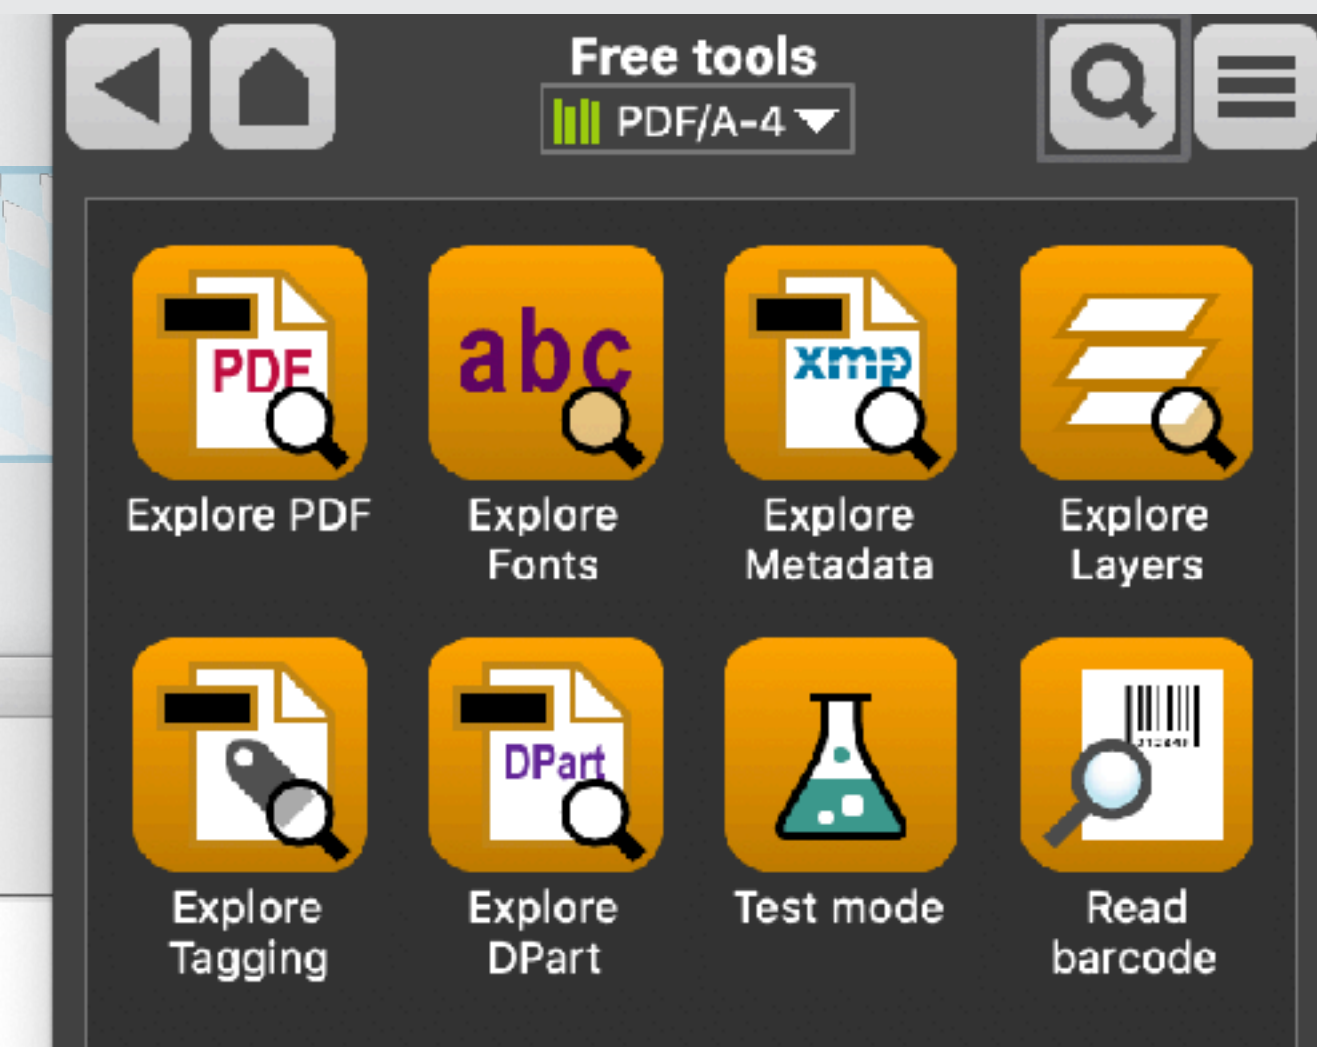 Free tools
PDF/A-4
PDF
abc
xmp
Explore PDF
Explore
Fonts
Explore
Metadata
Explore
Layers
DPart
Explore
Tagging
Explore
DPart
Test mode
Read
barcode